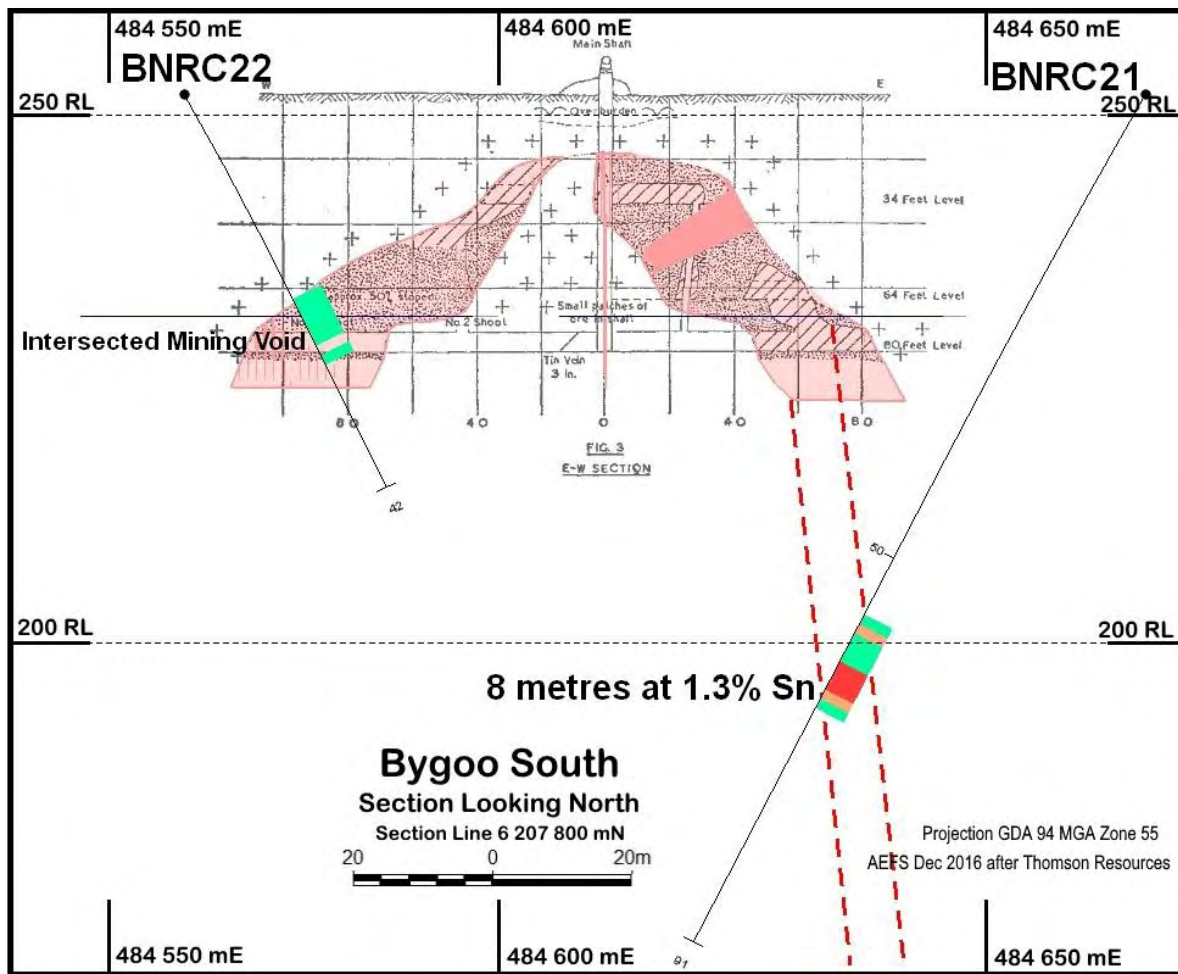 484 550 mE
484 600 mE
484 650 mE
Main Shaft
BNRC22
BNRC21
W
E
250 RL
250 RL
Overburden
34 Feet Level
approx. 50% stoped
64 Feet Level
Small patches of
ore in shaft
No 2 Shoot
Intersected Mining Void
80 Feet Level
Tin Vein
3 In.
80
40
0
40
80
FIG. 3
E-W SECTION
42
50
200 RL
200 RL
8 metres at 1.3% Sn
Bygoo South
Section Looking North
Section Line 6 207 800 mN
20
0
20m
Projection GDA 94 MGA Zone 55
AEFS Dec 2016 after Thomson Resources
91
484 550 mE
484 600 mE
484 650 mE